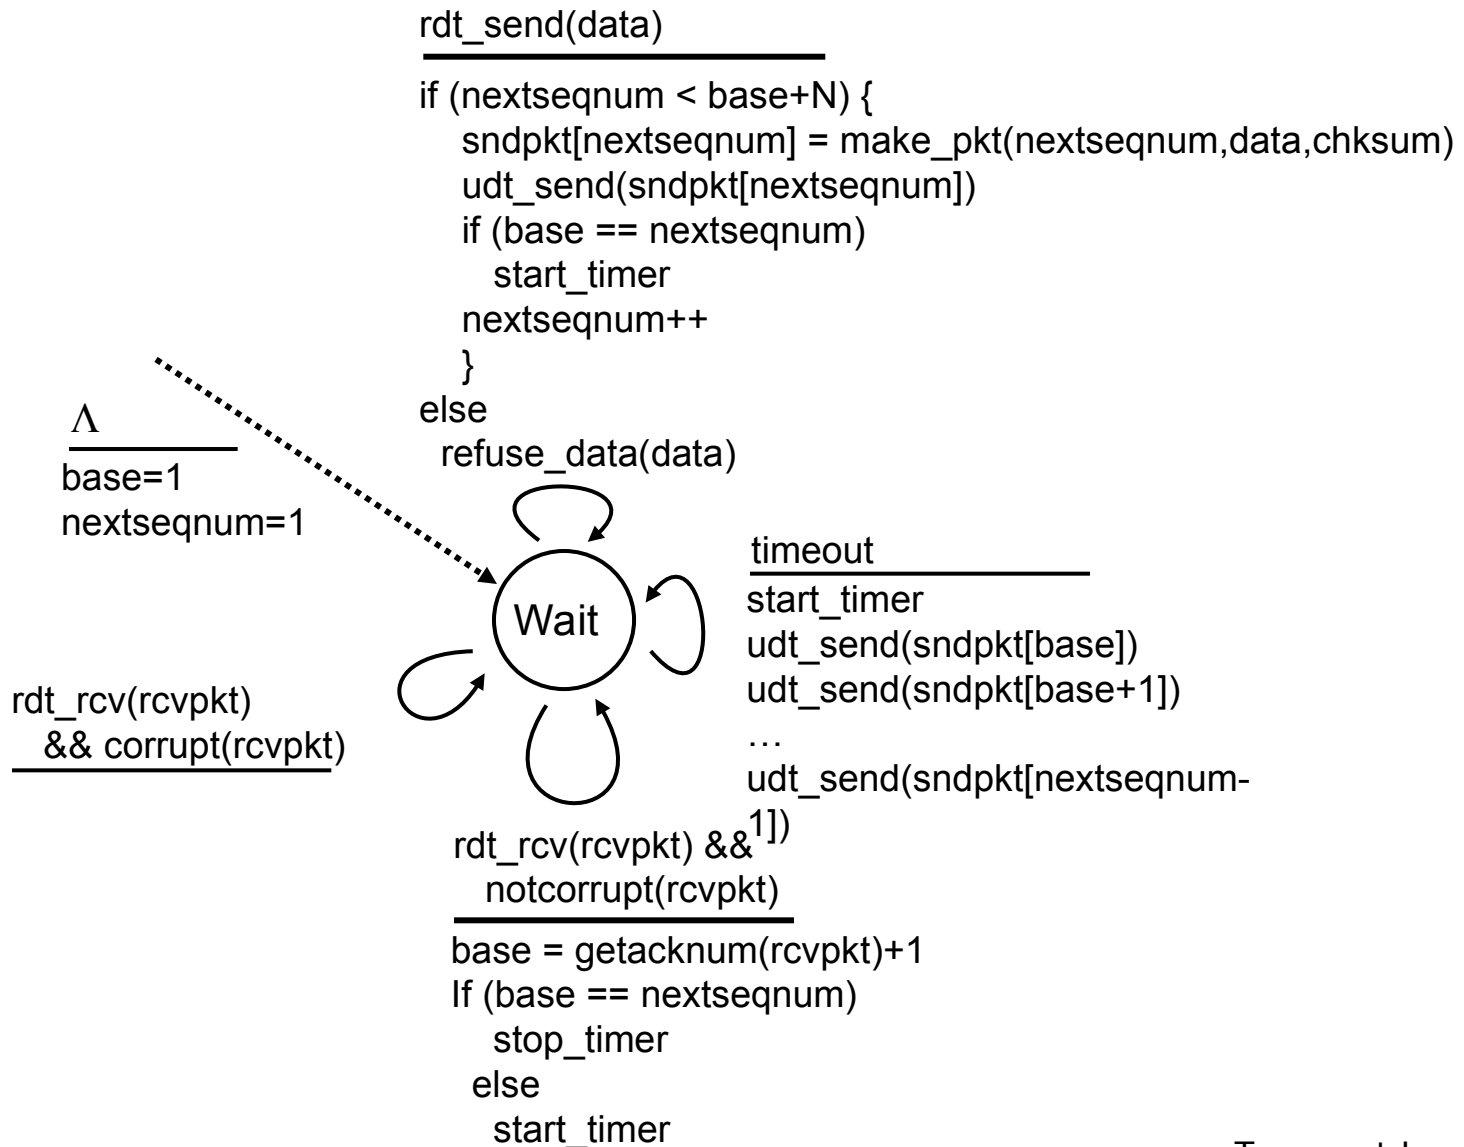 rdt_send(data)
if (nextseqnum < base+N) {
sndpkt[nextseqnum] = make_pkt(nextseqnum,data,chksum)
udt_send(sndpkt[nextseqnum])
if (base == nextseqnum)
start_timer
nextseqnum++
}
else
refuse_data(data)
Λ
base=1
nextseqnum=1
Wait
timeout
start_timer
udt_send(sndpkt[base])
udt_send(sndpkt[base+1])
…
udt_send(sndpkt[nextseqnum-
1])
rdt_rcv(rcvpkt)
&& corrupt(rcvpkt)
rdt_rcv(rcvpkt) &&
notcorrupt(rcvpkt)
base = getacknum(rcvpkt)+1
If (base == nextseqnum)
stop_timer
else
start_timer